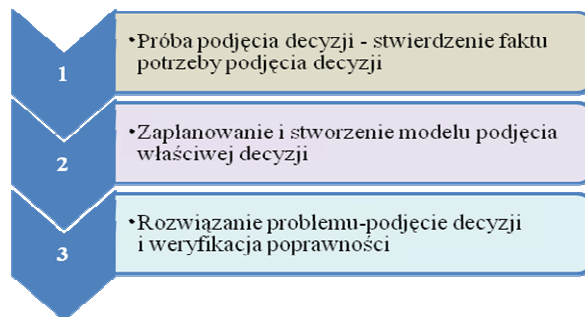 1
•Próba podjęcia decyzji - stwierdzenie faktu
potrzeby podjęcia decyzji
2
•Zaplanowanie i stworzenie modelu podjęcia
właściwej decyzji
3
•Rozwiązanie problemu-podjęcie decyzji
i weryfikacja poprawności